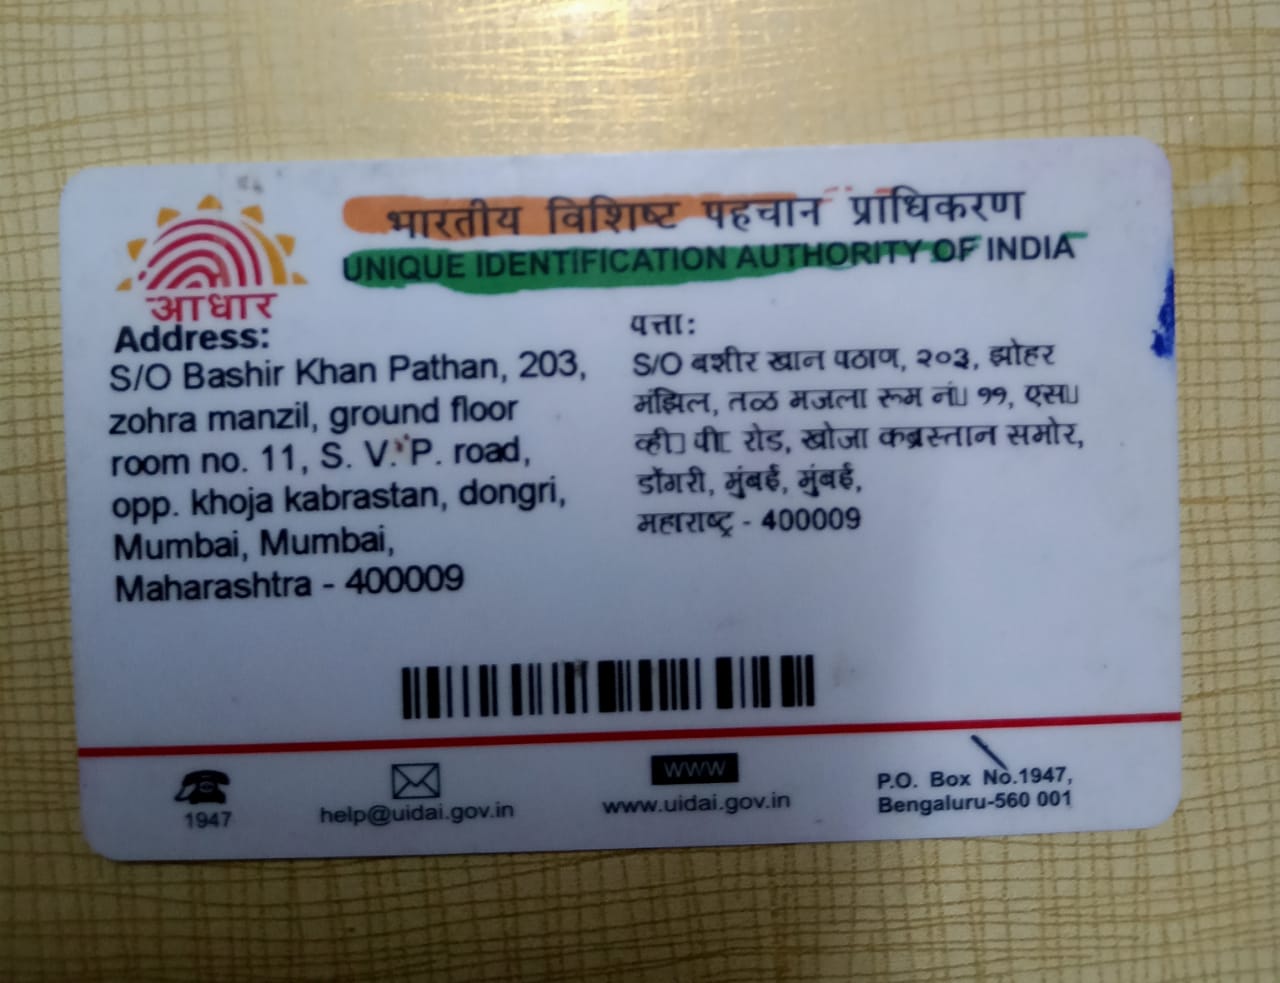 भारतीय विशिष्ट पहचान प्राधिकरण
UNIQUE IDENTIFICATION AUTHORITY OF INDIA
आधार
Address:
S/O Bashir Khan Pathan, 203,
zohra manzil, ground floor
room no. 11, S. V. P. road,
opp. khoja kabrastan, dongri,
Mumbai, Mumbai,
Maharashtra - 400009
पत्ता:
S/O बशीर खान पठाण, २०३, झोहर
मंझिल, तळ मजला रूम नं॥ ११, एस॥
व्ही॥ पी॥ रोड, खोजा कब्रस्तान समोर,
डोंगरी, मुंबई, मुंबई,
महाराष्ट्र - 400009
1947
help@uidai.gov.in
WWW
www.uidai.gov.in
P.O. Box No.1947,
Bengaluru-560 001